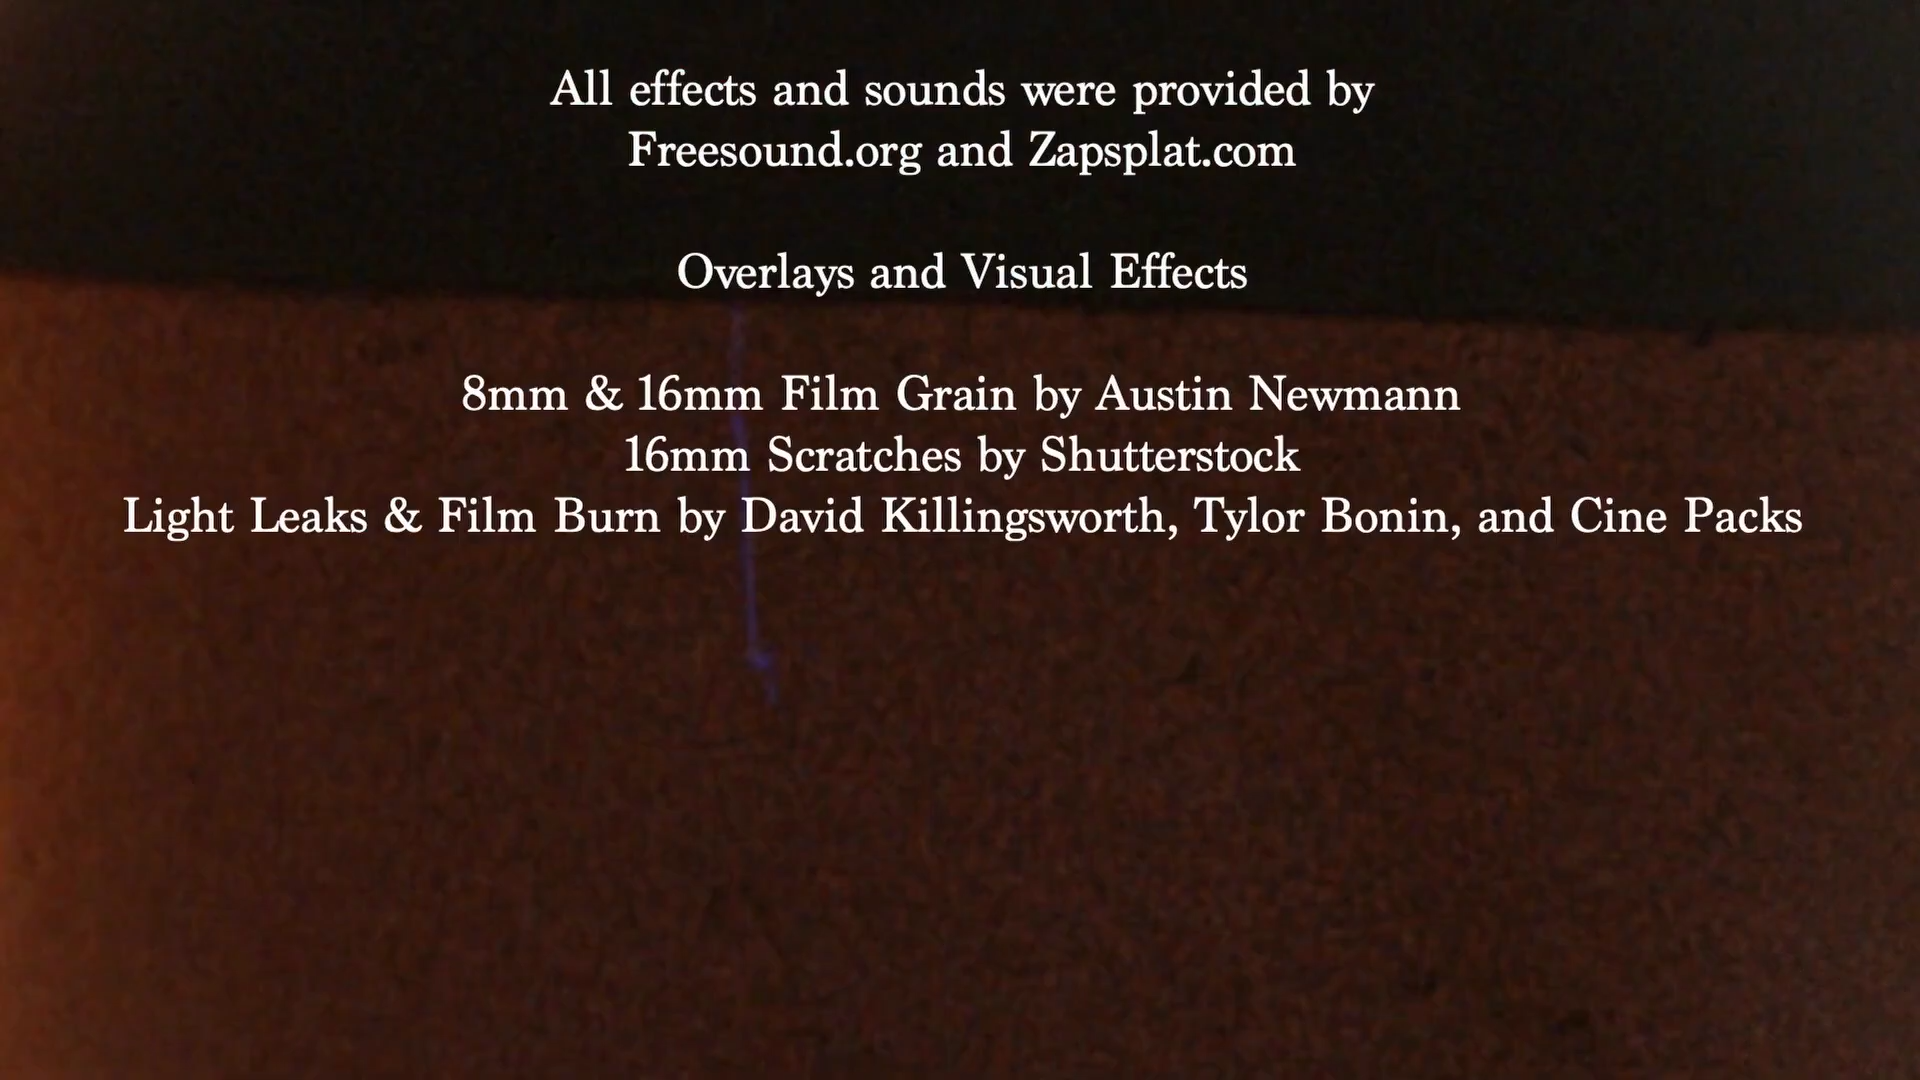 All effects and sounds were provided by
Freesound.org and Zapsplat.com
Overlays and Visual Effects
8mm & 16mm Film Grain by Austin Newmann
16mm Scratches by Shutterstock
Light Leaks & Film Burn by David Killingsworth, Tylor Bonin, and Cine Packs